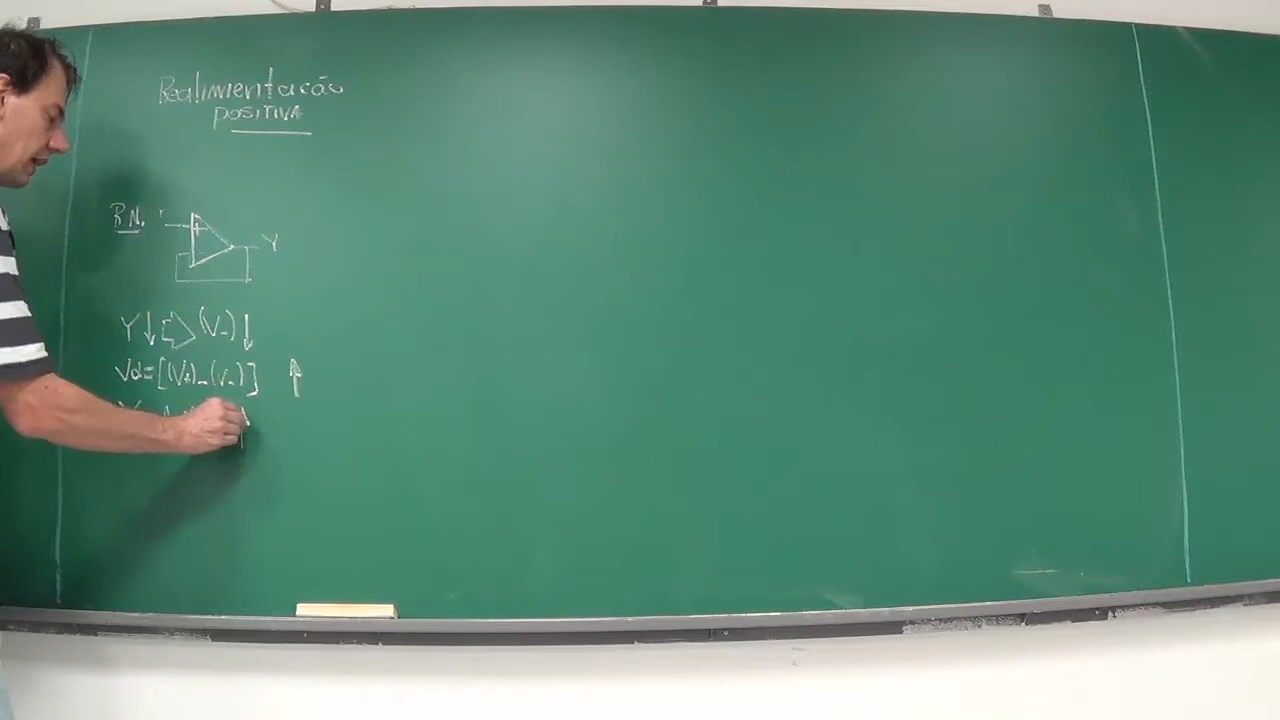 Realimentação
POSITIVA
R.N.
+
Y
Y↓ ⇨ (V-)↓
Vd=[(V+)-(V-)] ↑